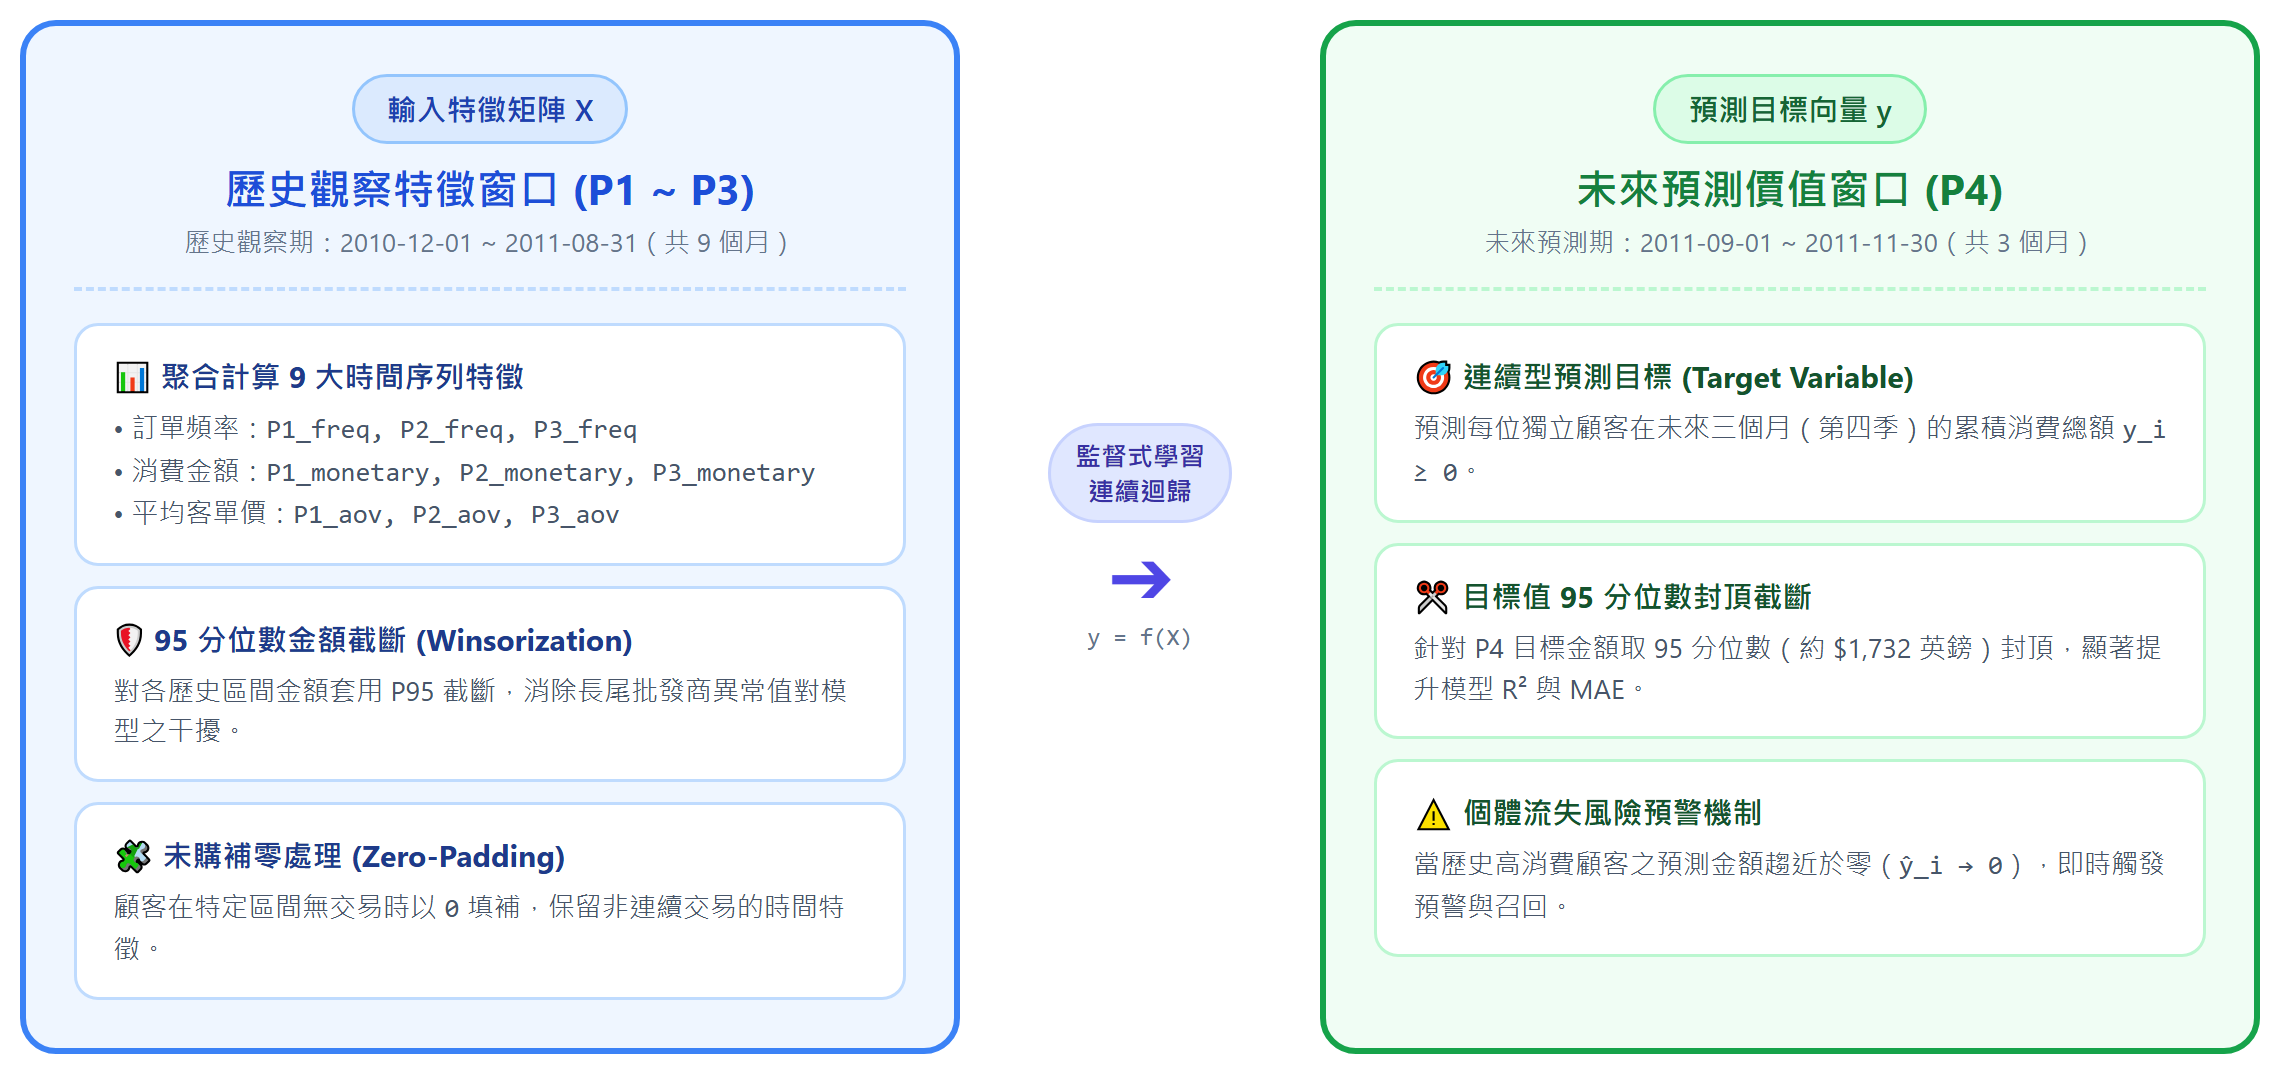 輸入特徵矩陣 X
歷史觀察特徵窗口 (P1 ~ P3)
歷史觀察期：2010-12-01 ~ 2011-08-31（共 9 個月）
聚合計算 9 大時間序列特徵
• 訂單頻率：P1_freq, P2_freq, P3_freq
• 消費金額：P1_monetary, P2_monetary, P3_monetary
• 平均客單價：P1_aov, P2_aov, P3_aov
95 分位數金額截斷 (Winsorization)
對各歷史區間金額套用 P95 截斷，消除長尾批發商異常值對模
型之干擾。
未購補零處理 (Zero-Padding)
顧客在特定區間無交易時以 0 填補，保留非連續交易的時間特
徵。
監督式學習
連續迴歸
→
y = f(X)
預測目標向量 y
未來預測價值窗口 (P4)
未來預測期：2011-09-01 ~ 2011-11-30（共 3 個月）
連續型預測目標 (Target Variable)
預測每位獨立顧客在未來三個月（第四季）的累積消費總額 y_i
≥ 0。
目標值 95 分位數封頂截斷
針對 P4 目標金額取 95 分位數（約 $1,732 英鎊）封頂，顯著提
升模型 R² 與 MAE。
個體流失風險預警機制
當歷史高消費顧客之預測金額趨近於零（ŷ_i → 0），即時觸發
預警與召回。